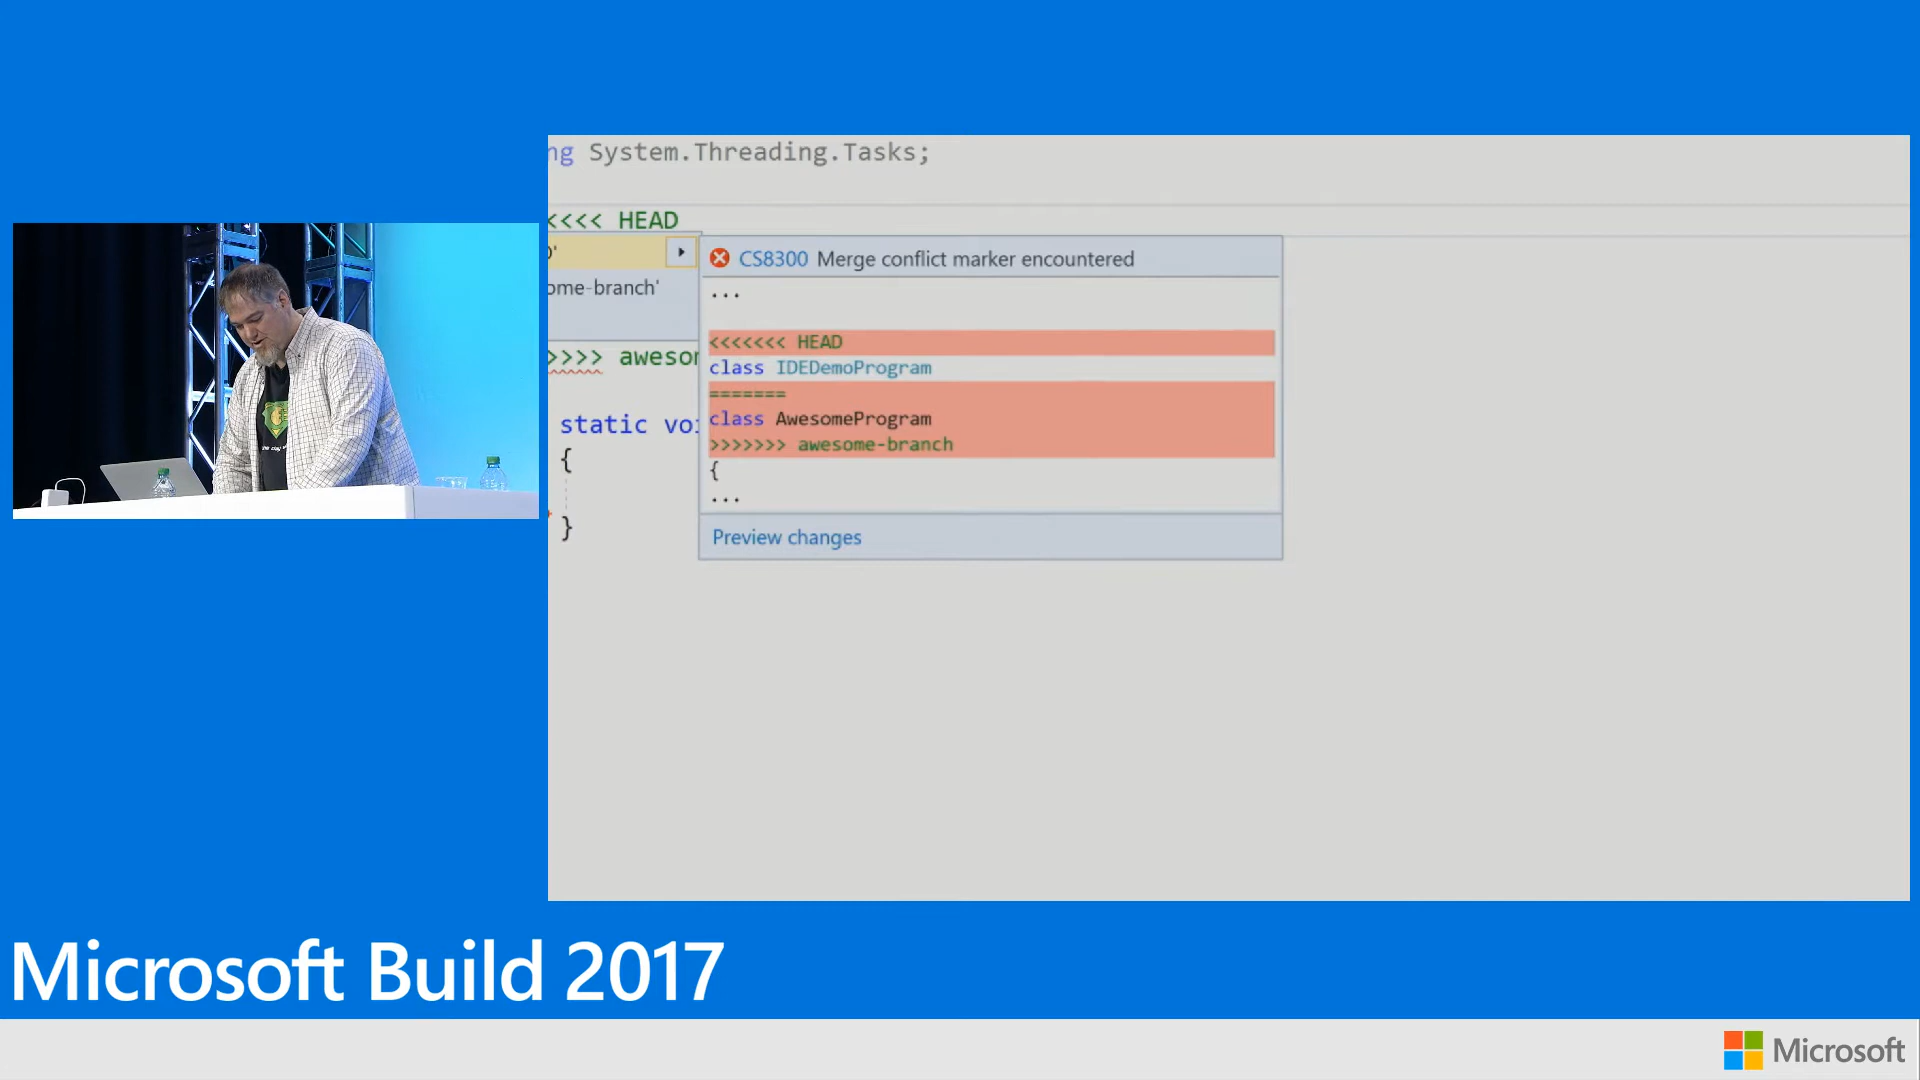 ng System.Threading.Tasks;
<<<< HEAD
ome-branch'
>>>> aweso
static voi
{
}
CS8300 Merge conflict marker encountered
...
<<<<<<< HEAD
class IDEDemoProgram
=======
class AwesomeProgram
>>>>>>> awesome-branch
{
...
Preview changes
Microsoft Build 2017
Microsoft